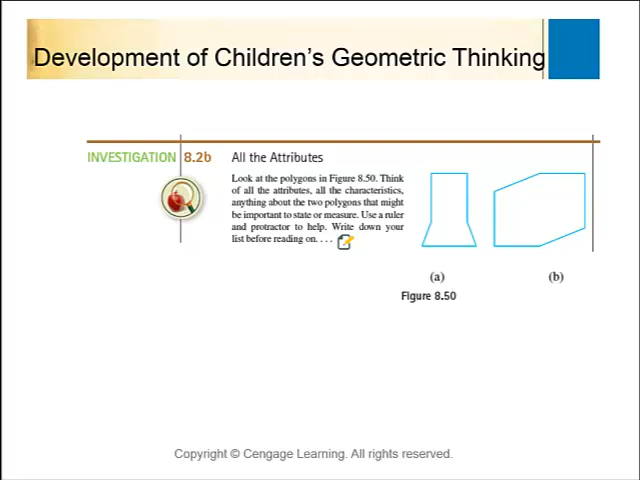 Development of Children's Geometric Thinking
INVESTIGATION 8.2b All the Attributes
Look at the polygons in Figure 8.50. Think
of all the attributes, all the characteristics,
anything about the two polygons that might
be important to state or measure. Use a ruler
and protractor to help. Write down your
list before reading on. . . .
(a) (b)
Figure 8.50
Copyright © Cengage Learning. All rights reserved.